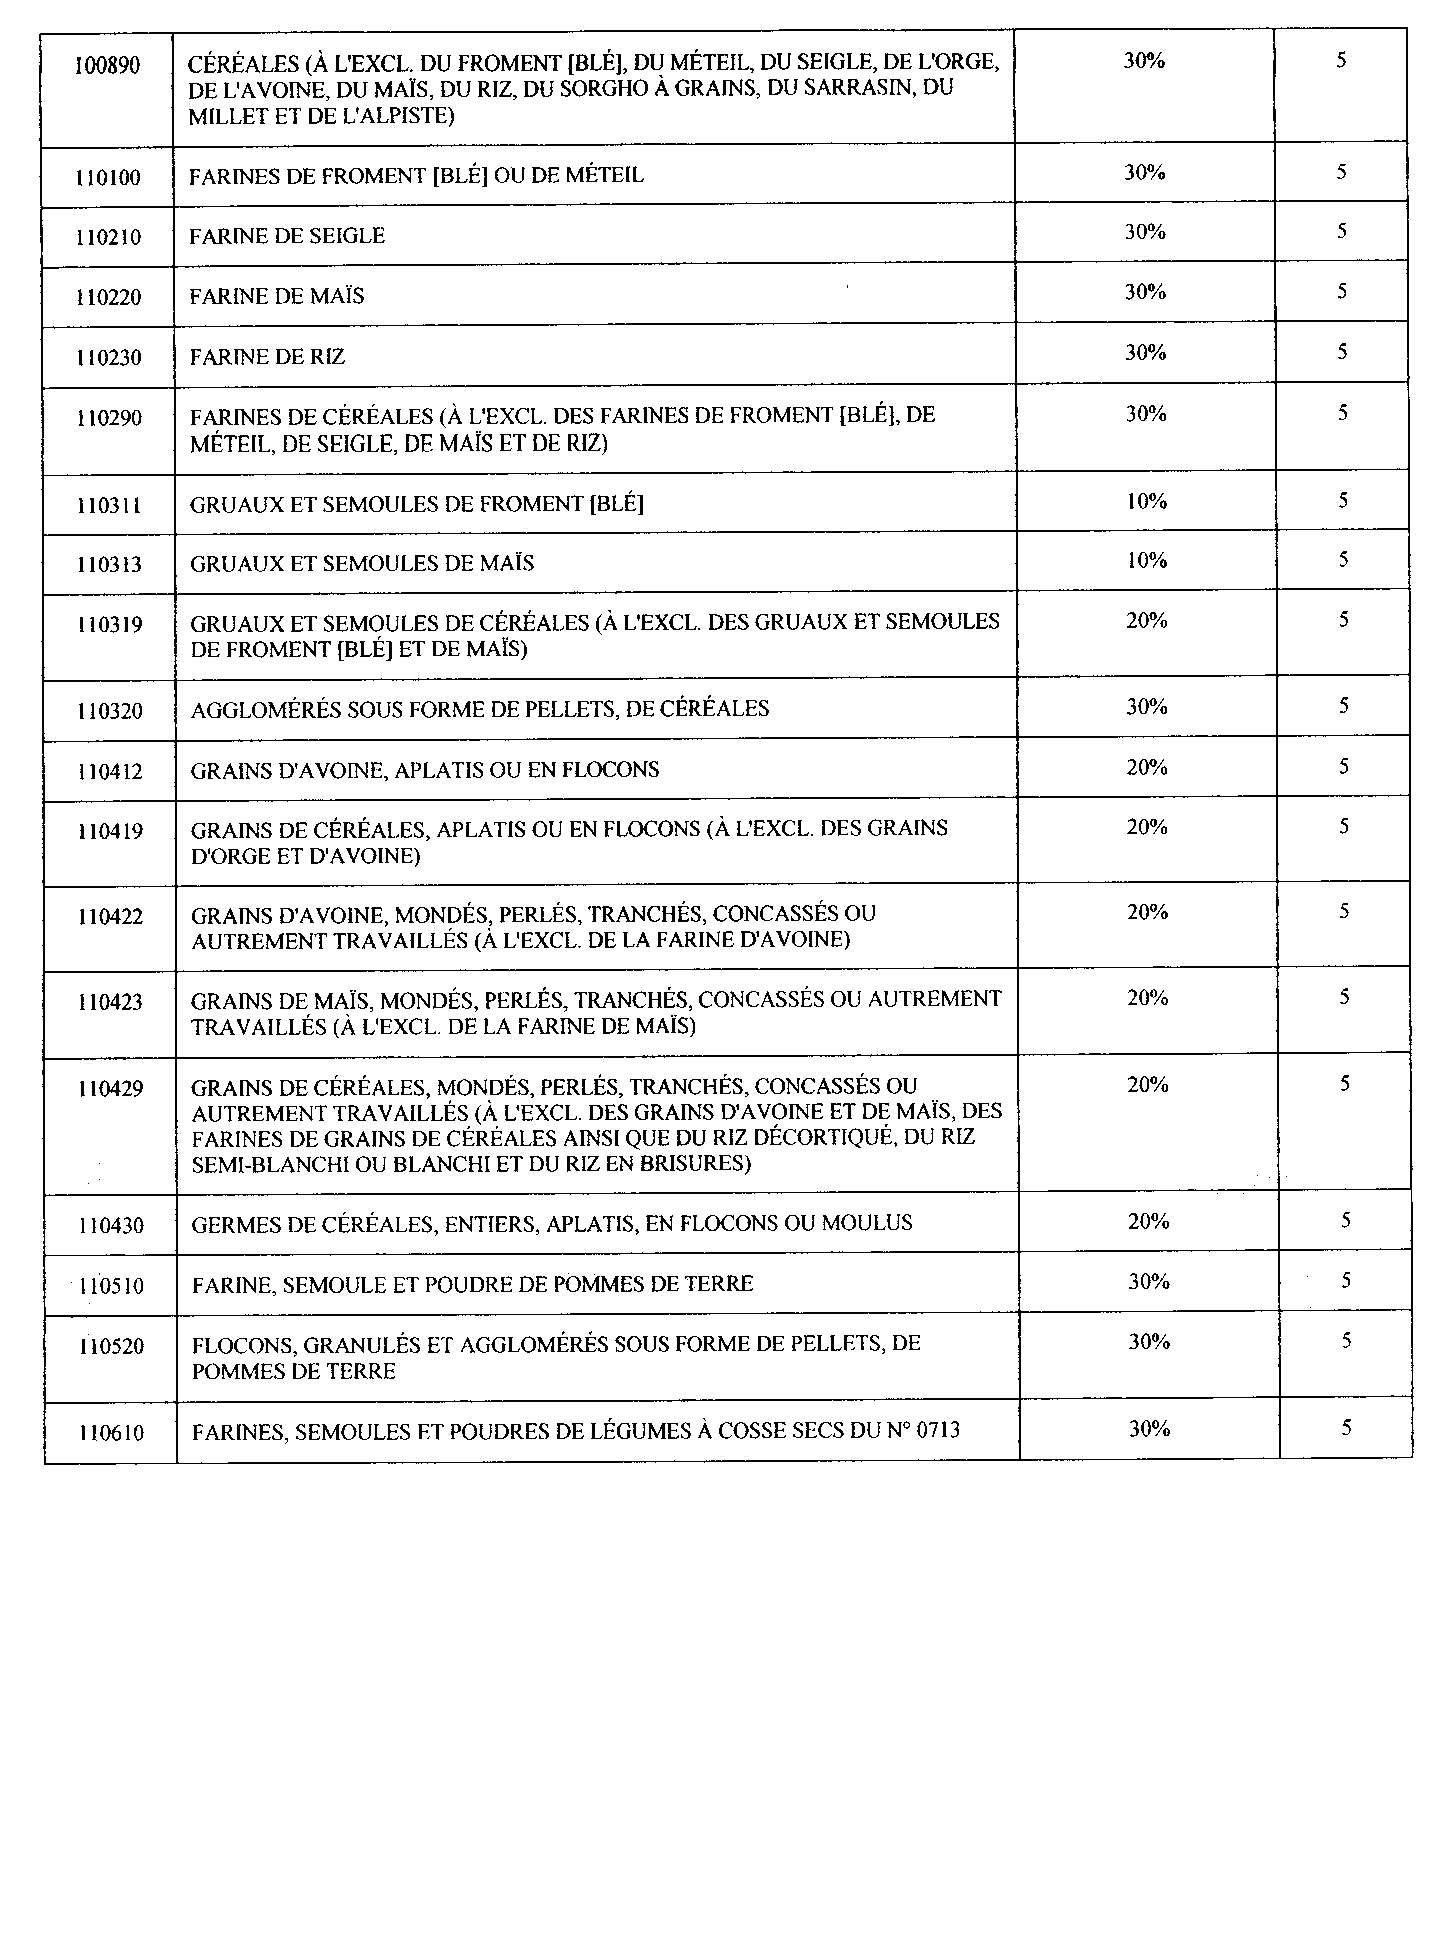 100890 CÉRÉALES (À L'EXCL. DU FROMENT [BLÉ], DU MÉTEIL, DU SEIGLE, DE L'ORGE, 30% 5
DE L'AVOINE, DU MAÏS, DU RIZ, DU SORGHO À GRAINS, DU SARRASIN, DU
MILLET ET DE L'ALPISTE)
110100 FARINES DE FROMENT [BLÉ] OU DE MÉTEIL 30% 5
110210 FARINE DE SEIGLE 30% 5
110220 FARINE DE MAÏS 30% 5
110230 FARINE DE RIZ 30% 5
110290 FARINES DE CÉRÉALES (À L'EXCL. DES FARINES DE FROMENT [BLÉ], DE 30% 5
MÉTEIL, DE SEIGLE, DE MAÏS ET DE RIZ)
110311 GRUAUX ET SEMOULES DE FROMENT [BLÉ] 10% 5
110313 GRUAUX ET SEMOULES DE MAÏS 10% 5
110319 GRUAUX ET SEMOULES DE CÉRÉALES (À L'EXCL. DES GRUAUX ET SEMOULES 20% 5
DE FROMENT [BLÉ] ET DE MAÏS)
110320 AGGLOMÉRÉS SOUS FORME DE PELLETS, DE CÉRÉALES 30% 5
110412 GRAINS D'AVOINE, APLATIS OU EN FLOCONS 20% 5
110419 GRAINS DE CÉRÉALES, APLATIS OU EN FLOCONS (À L'EXCL. DES GRAINS 20% 5
D'ORGE ET D'AVOINE)
110422 GRAINS D'AVOINE, MONDÉS, PERLÉS, TRANCHÉS, CONCASSÉS OU 20% 5
AUTREMENT TRAVAILLÉS (À L'EXCL. DE LA FARINE D'AVOINE)
110423 GRAINS DE MAÏS, MONDÉS, PERLÉS, TRANCHÉS, CONCASSÉS OU AUTREMENT 20% 5
TRAVAILLÉS (À L'EXCL. DE LA FARINE DE MAÏS)
110429 GRAINS DE CÉRÉALES, MONDÉS, PERLÉS, TRANCHÉS, CONCASSÉS OU 20% 5
AUTREMENT TRAVAILLÉS (À L'EXCL. DES GRAINS D'AVOINE ET DE MAÏS, DES
FARINES DE GRAINS DE CÉRÉALES AINSI QUE DU RIZ DÉCORTIQUÉ, DU RIZ
SEMI-BLANCHI OU BLANCHI ET DU RIZ EN BRISURES)
110430 GERMES DE CÉRÉALES, ENTIERS, APLATIS, EN FLOCONS OU MOULUS 20% 5
110510 FARINE, SEMOULE ET POUDRE DE POMMES DE TERRE 30% 5
110520 FLOCONS, GRANULÉS ET AGGLOMÉRÉS SOUS FORME DE PELLETS, DE 30% 5
POMMES DE TERRE
110610 FARINES, SEMOULES ET POUDRES DE LÉGUMES À COSSE SECS DU N° 0713 30% 5